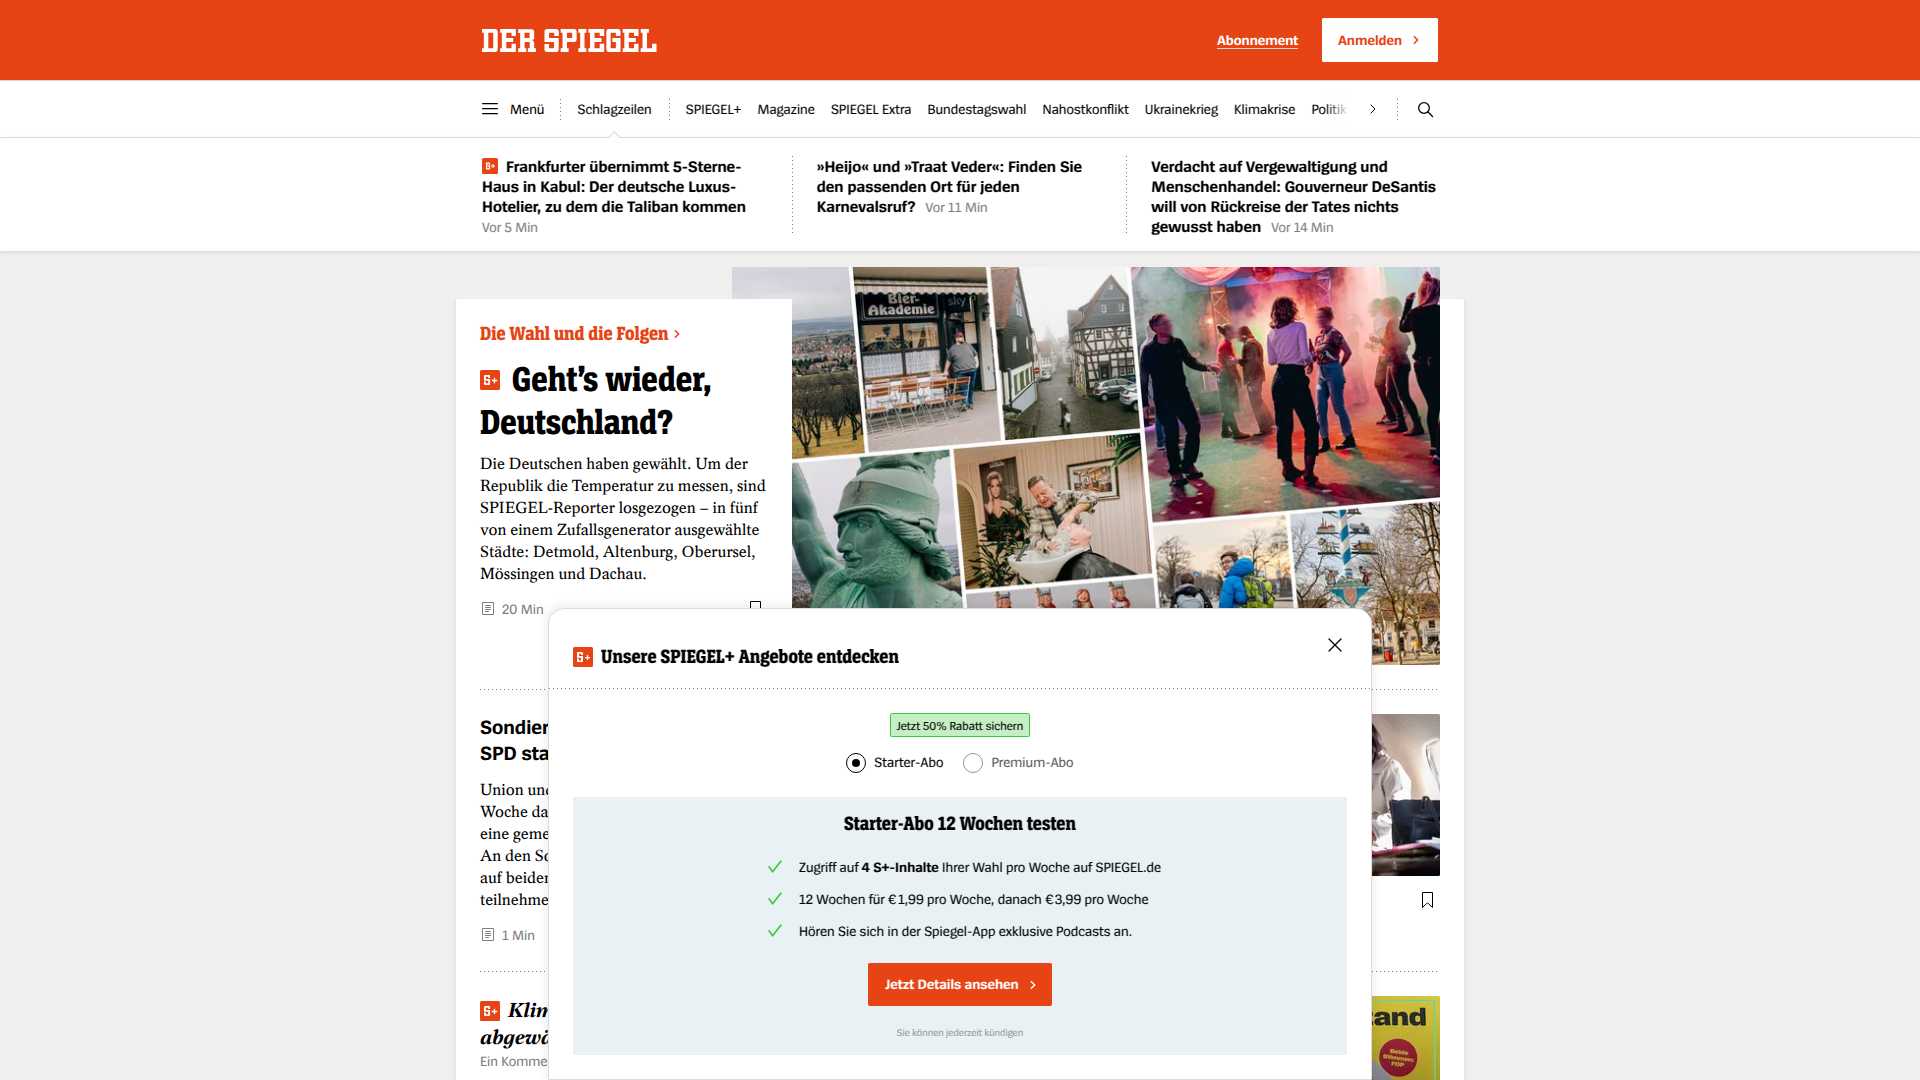 DER SPIEGEL
Abonnement
Anmelden
Menü
Schlagzeilen
SPIEGEL+
Magazine
SPIEGEL Extra
Bundestagswahl
Nahostkonflikt
Ukrainekrieg
Klimakrise
Politik
Frankfurter übernimmt 5-Sterne-
Haus in Kabul: Der deutsche Luxus-
Hotelier, zu dem die Taliban kommen
Vor 5 Min
»Heijo« und »Traat Veder«: Finden Sie
den passenden Ort für jeden
Karnevalsruf? Vor 11 Min
Verdacht auf Vergewaltigung und
Menschenhandel: Gouverneur DeSantis
will von Rückreise der Tates nichts
gewusst haben Vor 14 Min
Die Wahl und die Folgen
Geht’s wieder,
Deutschland?
Die Deutschen haben gewählt. Um der
Republik die Temperatur zu messen, sind
SPIEGEL-Reporter losgezogen – in fünf
von einem Zufallsgenerator ausgewählte
Städte: Detmold, Altenburg, Oberursel,
Mössingen und Dachau.
20 Min
Bier-
Akademie
sky
Sondier
SPD sta
Union und
Woche da
eine geme
An den So
auf beiden
teilnehme
1 Min
Klim
abgewä
Ein Komme
Unsere SPIEGEL+ Angebote entdecken
Jetzt 50% Rabatt sichern
Starter-Abo
Premium-Abo
Starter-Abo 12 Wochen testen
Zugriff auf 4 S+-Inhalte Ihrer Wahl pro Woche auf SPIEGEL.de
12 Wochen für € 1,99 pro Woche, danach € 3,99 pro Woche
Hören Sie sich in der Spiegel-App exklusive Podcasts an.
Jetzt Details ansehen
Sie können jederzeit kündigen
tand